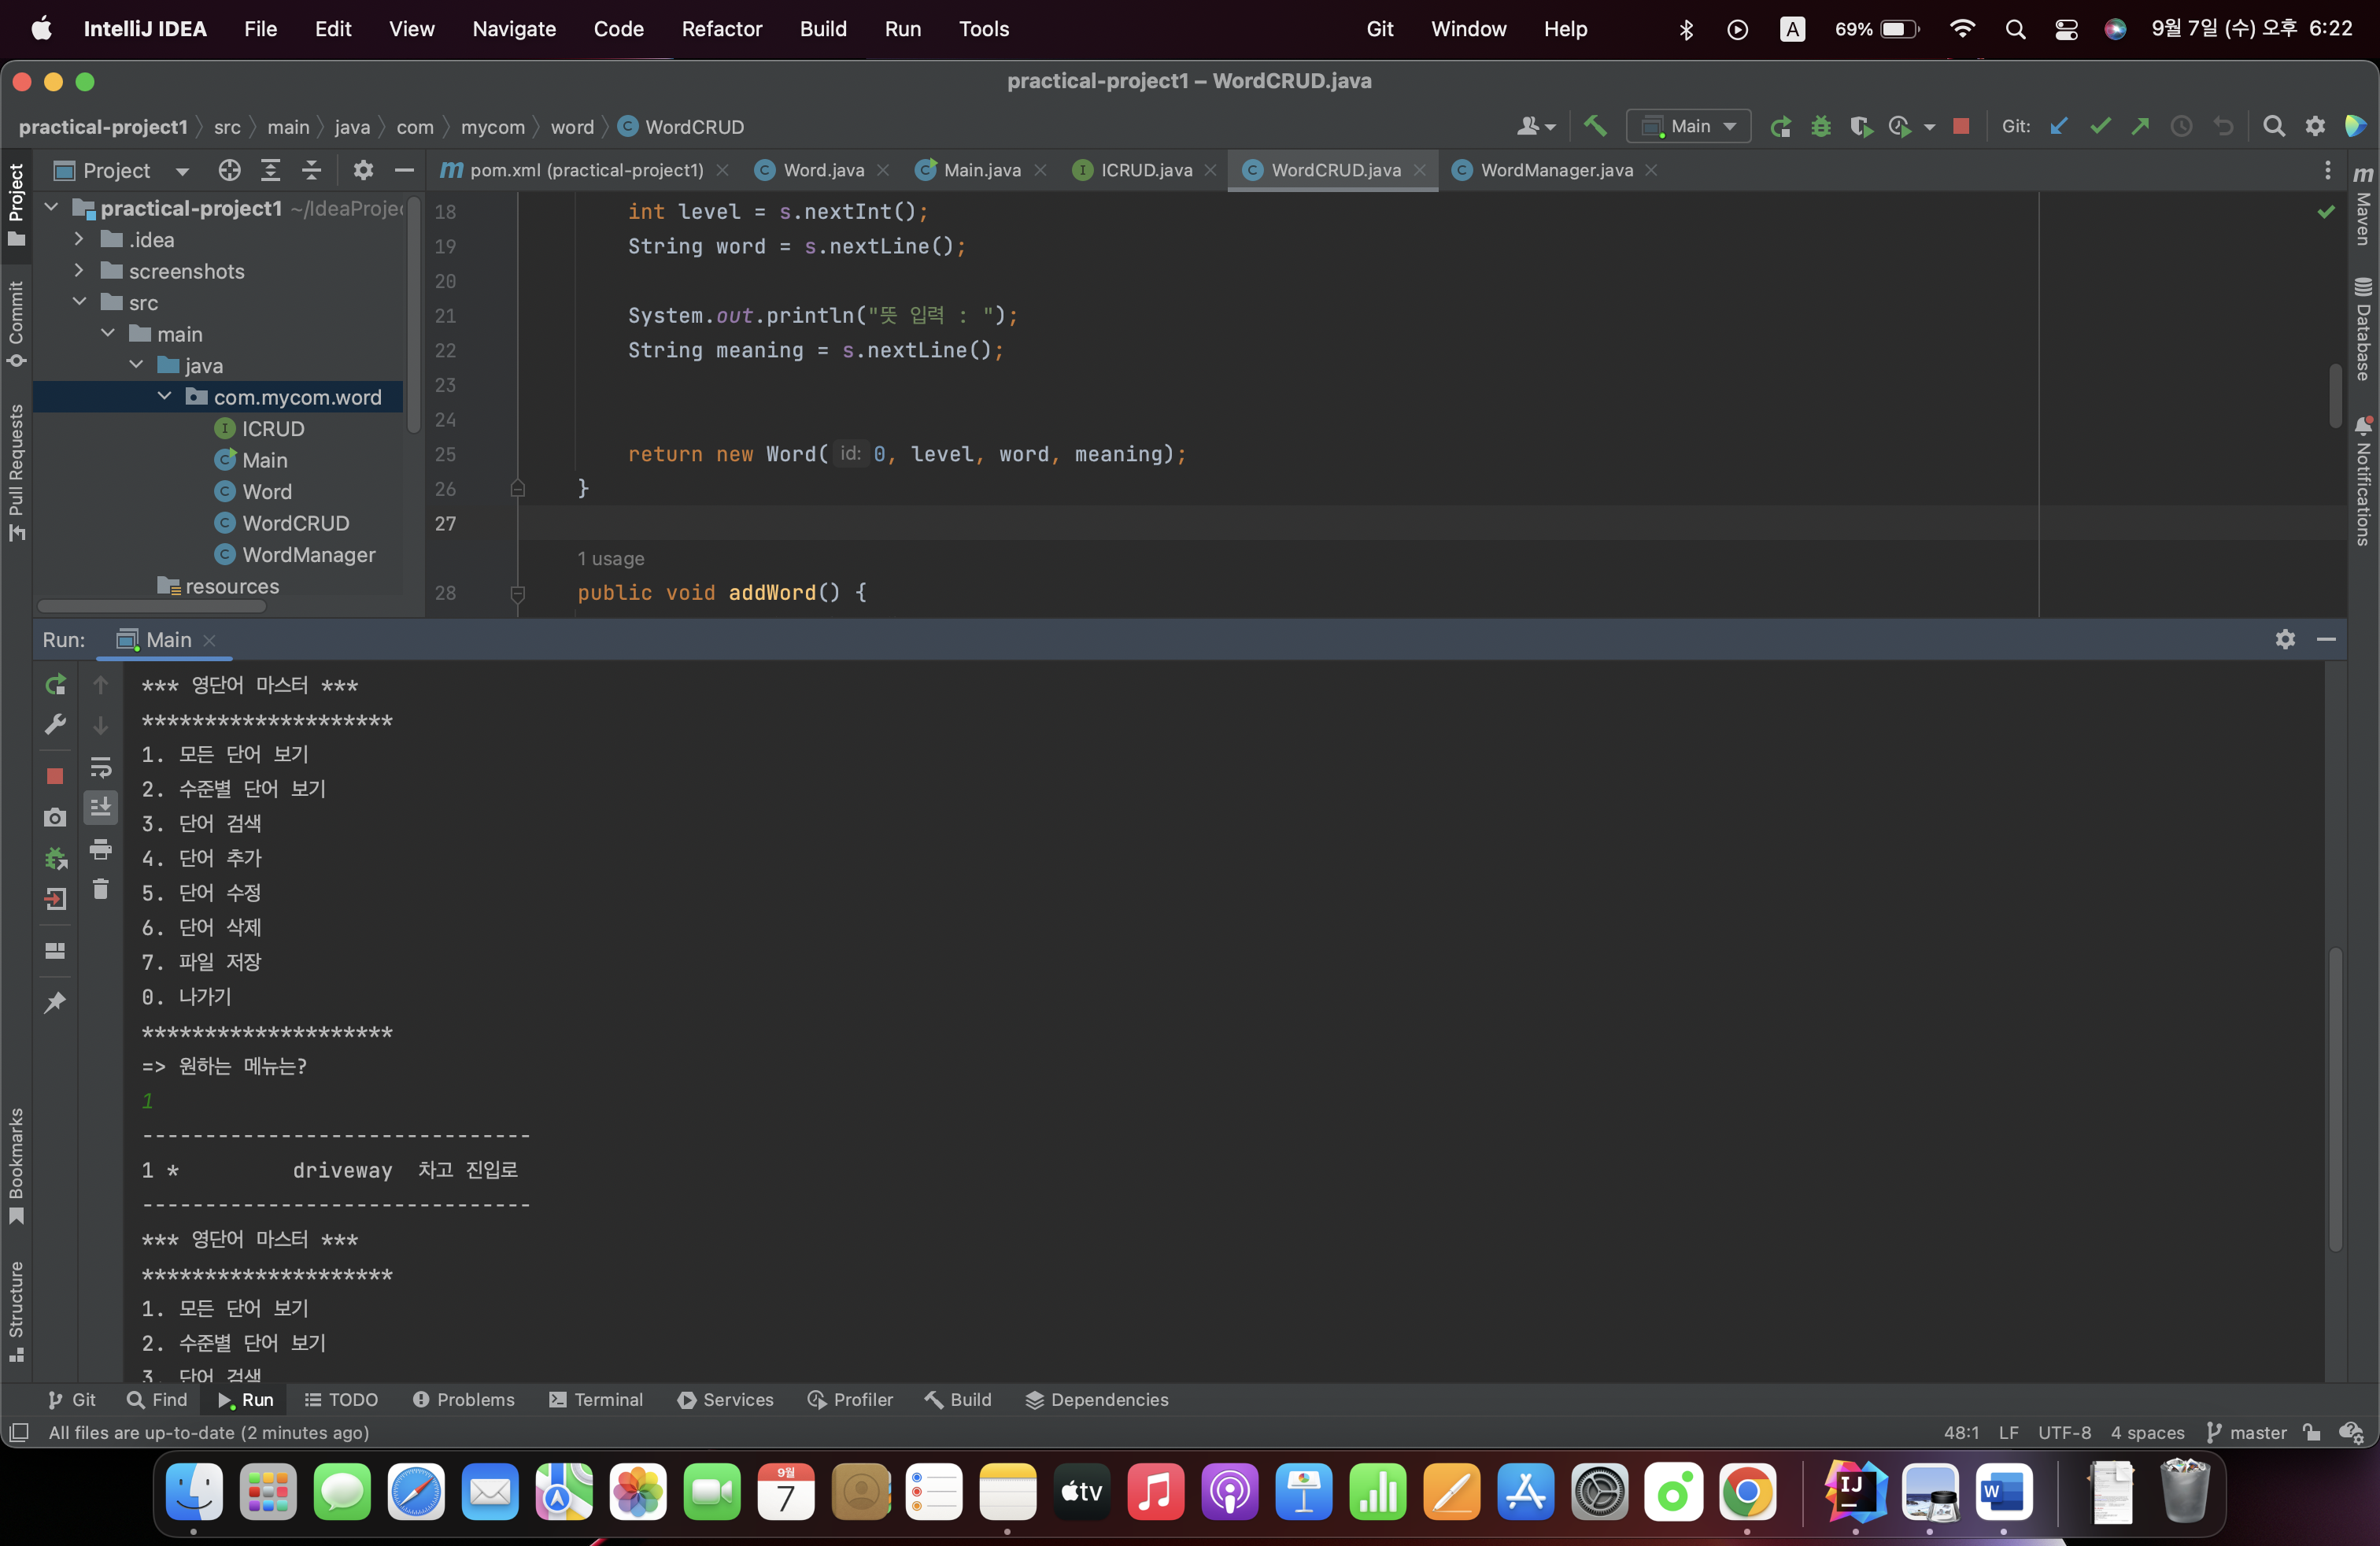 IntelliJ IDEA File Edit View Navigate Code Refactor Build Run Tools Git Window Help A 69% 9월 7일 (수) 오후 6:22
practical-project1 – WordCRUD.java
practical-project1 src main java com mycom word C WordCRUD Main Git:
Project m pom.xml (practical-project1) C Word.java C Main.java I ICRUD.java C WordCRUD.java C WordManager.java
practical-project1 ~/IdeaProje
.idea
screenshots
src
main
java
com.mycom.word
I ICRUD
C Main
C Word
C WordCRUD
C WordManager
resources
Project
Commit
Pull Requests
Bookmarks
Structure
18 int level = s.nextInt();
19 String word = s.nextLine();
20
21 System.out.println("뜻 입력 : ");
22 String meaning = s.nextLine();
23
24
25 return new Word( id: 0, level, word, meaning);
26 }
27
1 usage
28 public void addWord() {
m Maven
Database
Notifications
Run: Main
*** 영단어 마스터 ***
********************
1. 모든 단어 보기
2. 수준별 단어 보기
3. 단어 검색
4. 단어 추가
5. 단어 수정
6. 단어 삭제
7. 파일 저장
0. 나가기
********************
=> 원하는 메뉴는?
1
-------------------------------
1 * driveway 차고 진입로
-------------------------------
*** 영단어 마스터 ***
********************
1. 모든 단어 보기
2. 수준별 단어 보기
3. 단어 검색
Git Find Run TODO Problems Terminal Services Profiler Build Dependencies
All files are up-to-date (2 minutes ago) 48:1 LF UTF-8 4 spaces master
9월
7
tv
IJ
W